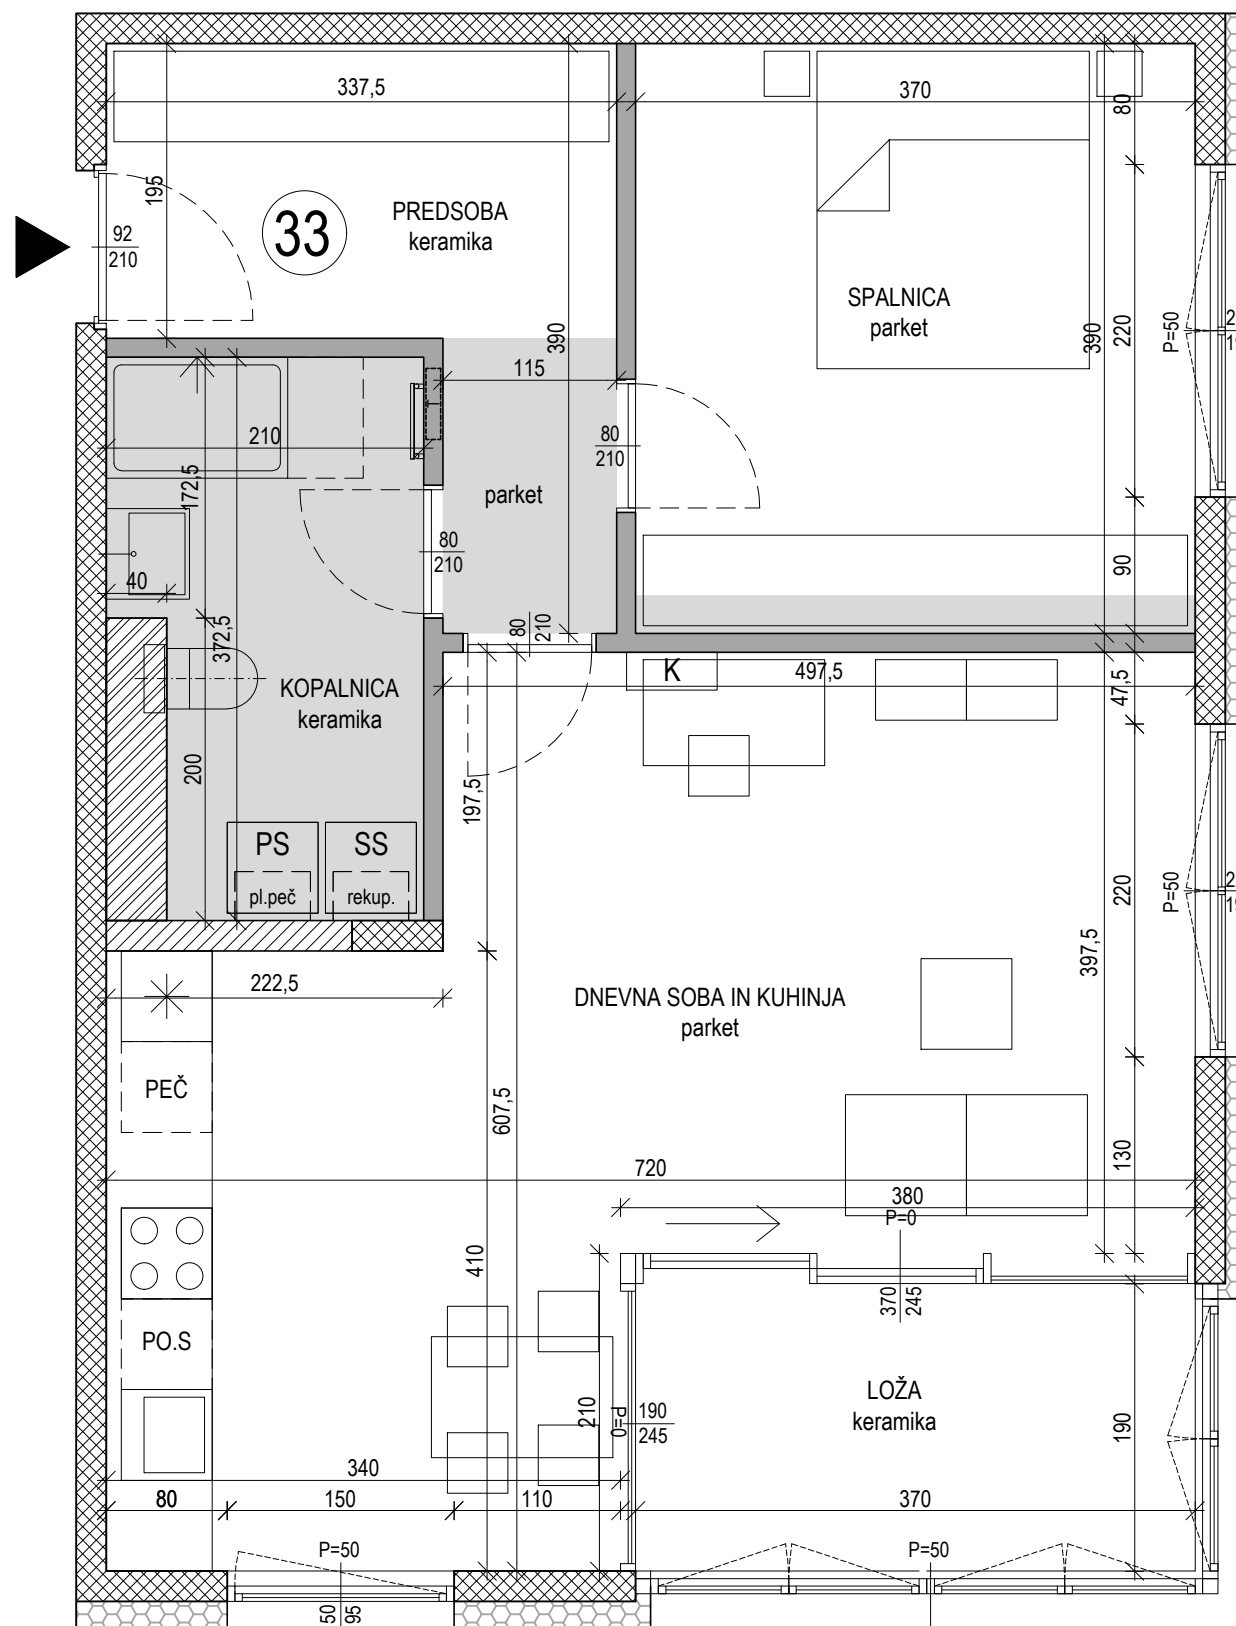 337,5
370
80
195
33
PREDSOBA
keramika
92
210
SPALNICA
parket
390
390
220
P=50
115
210
80
210
172,5
parket
80
210
40
90
372,5
80
210
K
497,5
47,5
KOPALNICA
keramika
200
197,5
PS
SS
pl.peč
rekup.
220
P=50
397,5
222,5
DNEVNA SOBA IN KUHINJA
parket
PEČ
607,5
130
720
380
P=0
410
370
245
PO.S
LOŽA
keramika
210
P=0
190
245
190
340
80
150
110
370
P=50
P=50
50
95